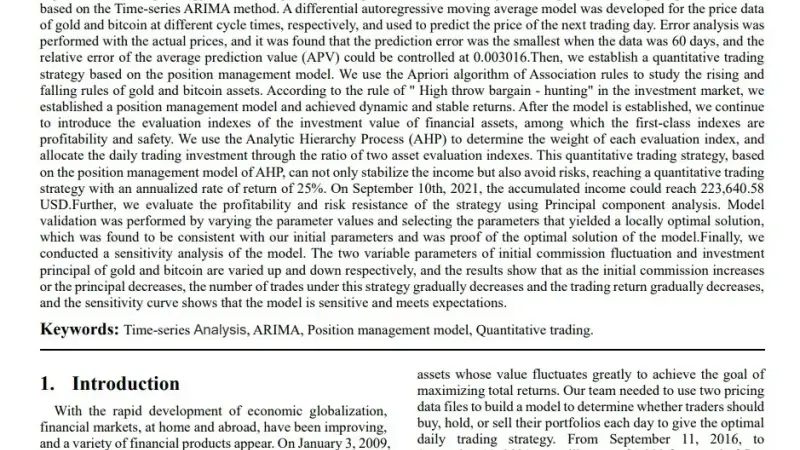 based on the Time-series ARIMA method. A differential autoregressive moving average model was developed for the price data
of gold and bitcoin at different cycle times, respectively, and used to predict the price of the next trading day. Error analysis was
performed with the actual prices, and it was found that the prediction error was the smallest when the data was 60 days, and the
relative error of the average prediction value (APV) could be controlled at 0.003016.Then, we establish a quantitative trading
strategy based on the position management model. We use the Apriori algorithm of Association rules to study the rising and
falling rules of gold and bitcoin assets. According to the rule of " High throw bargain - hunting" in the investment market, we
established a position management model and achieved dynamic and stable returns. After the model is established, we continue
to introduce the evaluation indexes of the investment value of financial assets, among which the first-class indexes are
profitability and safety. We use the Analytic Hierarchy Process (AHP) to determine the weight of each evaluation index, and
allocate the daily trading investment through the ratio of two asset evaluation indexes. This quantitative trading strategy, based
on the position management model of AHP, can not only stabilize the income but also avoid risks, reaching a quantitative trading
strategy with an annualized rate of return of 25%. On September 10th, 2021, the accumulated income could reach 223,640.58
USD.Further, we evaluate the profitability and risk resistance of the strategy using Principal component analysis. Model
validation was performed by varying the parameter values and selecting the parameters that yielded a locally optimal solution,
which was found to be consistent with our initial parameters and was proof of the optimal solution of the model.Finally, we
conducted a sensitivity analysis of the model. The two variable parameters of initial commission fluctuation and investment
principal of gold and bitcoin are varied up and down respectively, and the results show that as the initial commission increases
or the principal decreases, the number of trades under this strategy gradually decreases and the trading return gradually decreases,
and the sensitivity curve shows that the model is sensitive and meets expectations.
Keywords: Time-series Analysis, ARIMA, Position management model, Quantitative trading.
1. Introduction
With the rapid development of economic globalization,
financial markets, at home and abroad, have been improving,
and a variety of financial products appear. On January 3, 2009,
assets whose value fluctuates greatly to achieve the goal of
maximizing total returns. Our team needed to use two pricing
data files to build a model to determine whether traders should
buy, hold, or sell their portfolios each day to give the optimal
daily trading strategy. From September 11, 2016, to